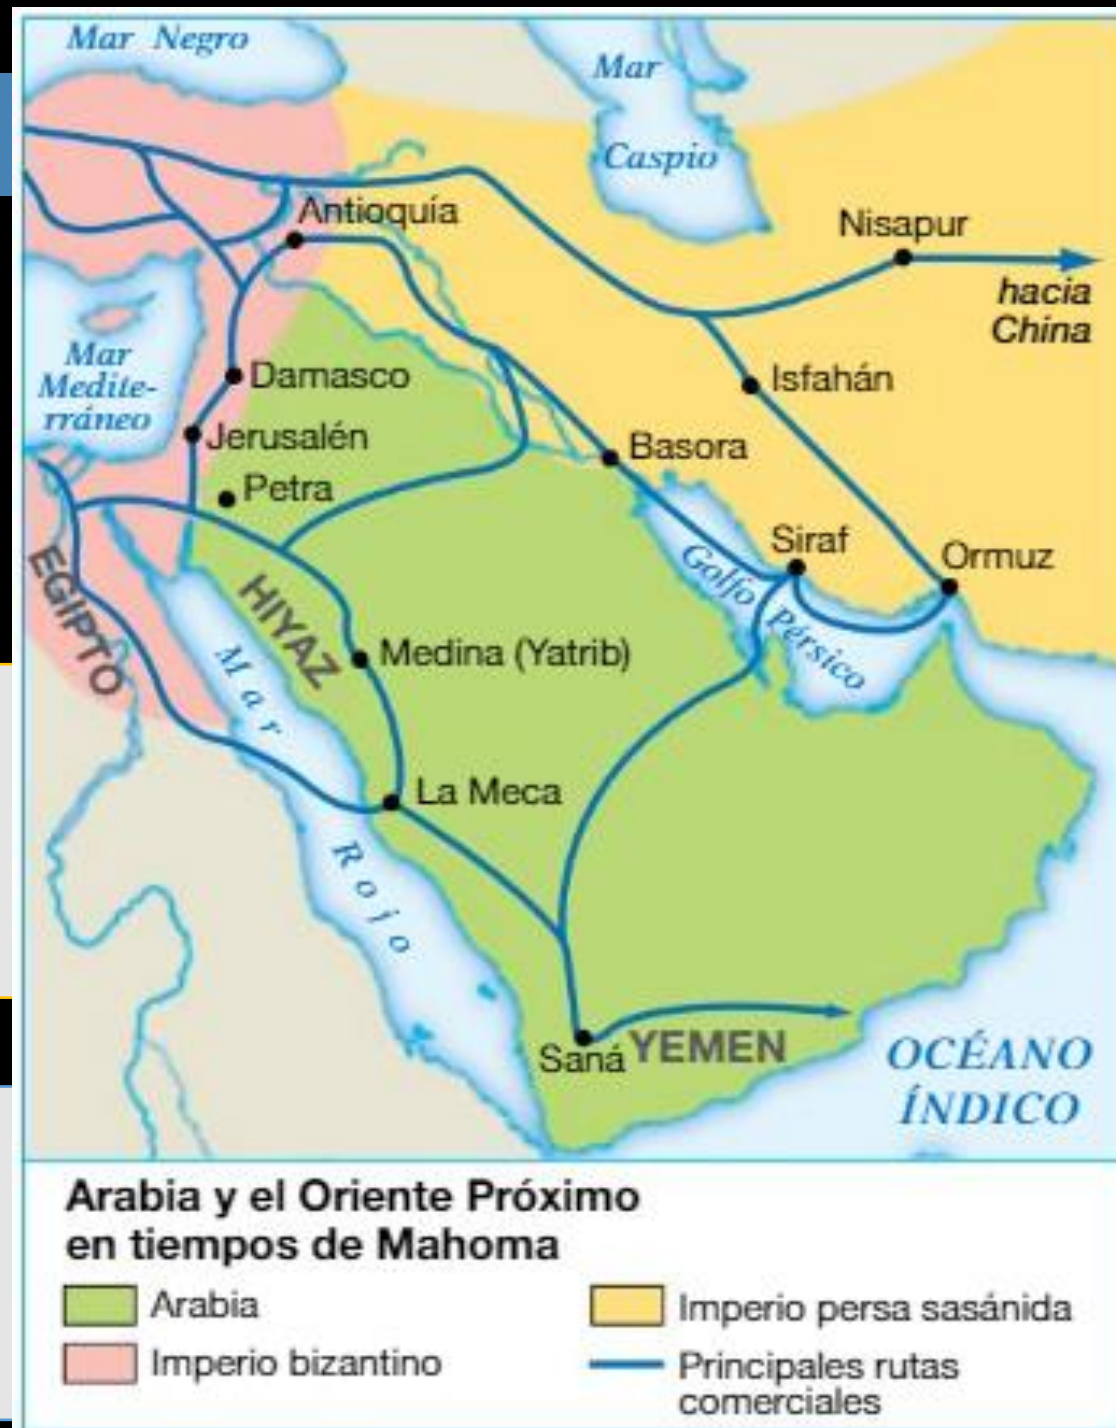 Mar Negro
Mar
Caspio
Antioquía
Nisapur
hacia
China
Mar
Medite-
rráneo
Damasco
Isfahán
Jerusalén
Basora
Petra
Siraf
Ormuz
EGIPTO
HIYAZ
Golfo Pérsico
Medina (Yatrib)
Mar Rojo
La Meca
Saná
YEMEN
OCÉANO
ÍNDICO
Arabia y el Oriente Próximo
en tiempos de Mahoma
Arabia
Imperio persa sasánida
Imperio bizantino
Principales rutas
comerciales